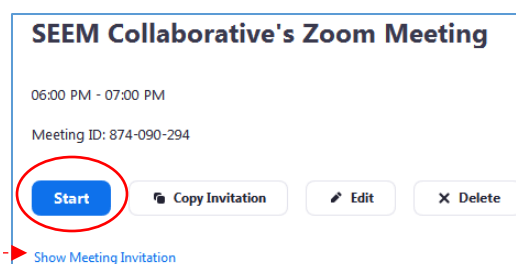 SEEM Collaborative's Zoom Meeting
06:00 PM - 07:00 PM
Meeting ID: 874-090-294
Start Copy Invitation Edit Delete
Show Meeting Invitation